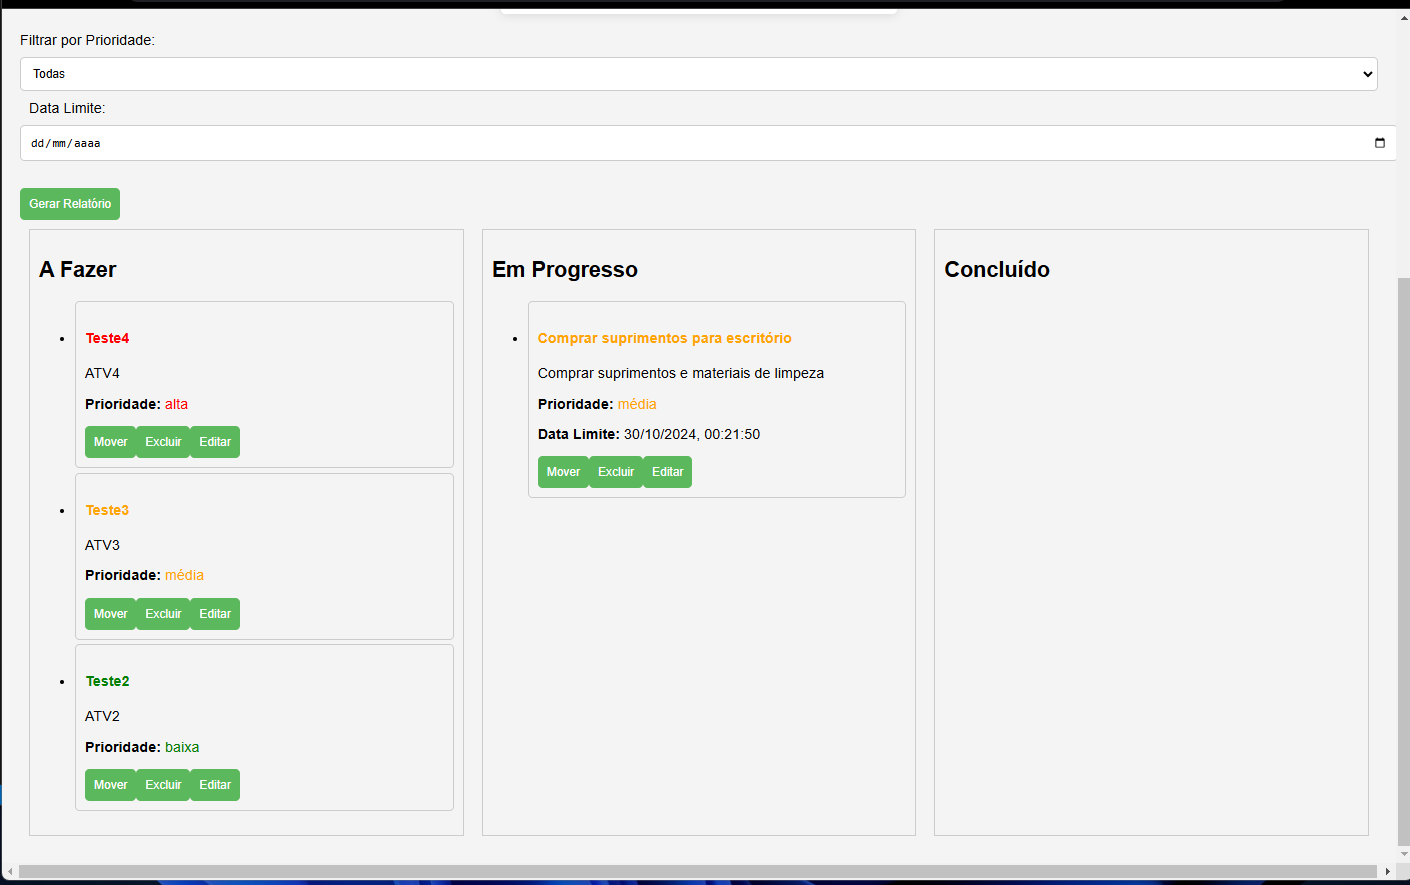 Filtrar por Prioridade:
Todas
Data Limite:
dd/mm/aaaa
Gerar Relatório
A Fazer
Teste4
ATV4
Prioridade: alta
Mover Excluir Editar
Teste3
ATV3
Prioridade: média
Mover Excluir Editar
Teste2
ATV2
Prioridade: baixa
Mover Excluir Editar
Em Progresso
Comprar suprimentos para escritório
Comprar suprimentos e materiais de limpeza
Prioridade: média
Data Limite: 30/10/2024, 00:21:50
Mover Excluir Editar
Concluído